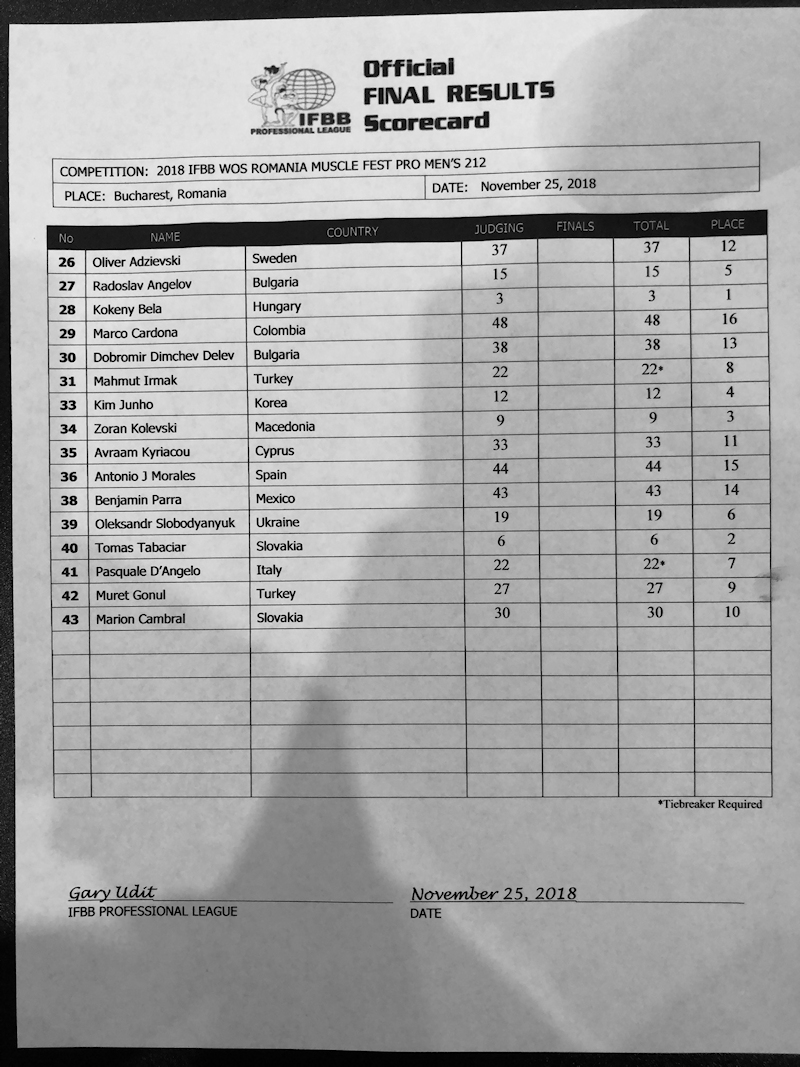 Official
FINAL RESULTS
Scorecard
IFBB
PROFESSIONAL LEAGUE
COMPETITION: 2018 IFBB WOS ROMANIA MUSCLE FEST PRO MEN'S 212
PLACE: Bucharest, Romania DATE: November 25, 2018
No NAME COUNTRY JUDGING FINALS TOTAL PLACE
26 Oliver Adzievski Sweden 37 37 12
27 Radoslav Angelov Bulgaria 15 15 5
28 Kokeny Bela Hungary 3 3 1
29 Marco Cardona Colombia 48 48 16
30 Dobromir Dimchev Delev Bulgaria 38 38 13
31 Mahmut Irmak Turkey 22 22* 8
33 Kim Junho Korea 12 12 4
34 Zoran Kolevski Macedonia 9 9 3
35 Avraam Kyriacou Cyprus 33 33 11
36 Antonio J Morales Spain 44 44 15
38 Benjamin Parra Mexico 43 43 14
39 Oleksandr Slobodyanyuk Ukraine 19 19 6
40 Tomas Tabaciar Slovakia 6 6 2
41 Pasquale D'Angelo Italy 22 22* 7
42 Muret Gonul Turkey 27 27 9
43 Marion Cambral Slovakia 30 30 10
*Tiebreaker Required
Gary Udit November 25, 2018
IFBB PROFESSIONAL LEAGUE DATE